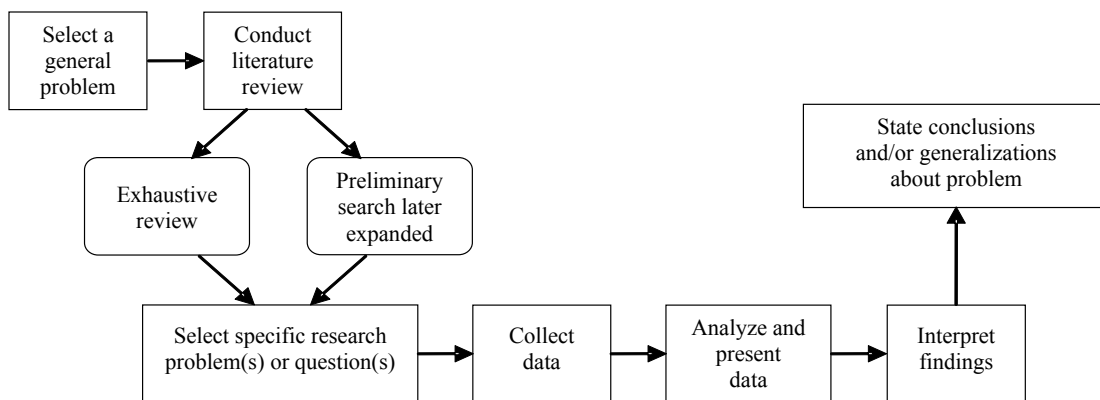 Select a
general
problem
Conduct
literature
review
Exhaustive
review
Preliminary
search later
expanded
State conclusions
and/or generalizations
about problem
Select specific research
problem(s) or question(s)
Collect
data
Analyze and
present
data
Interpret
findings